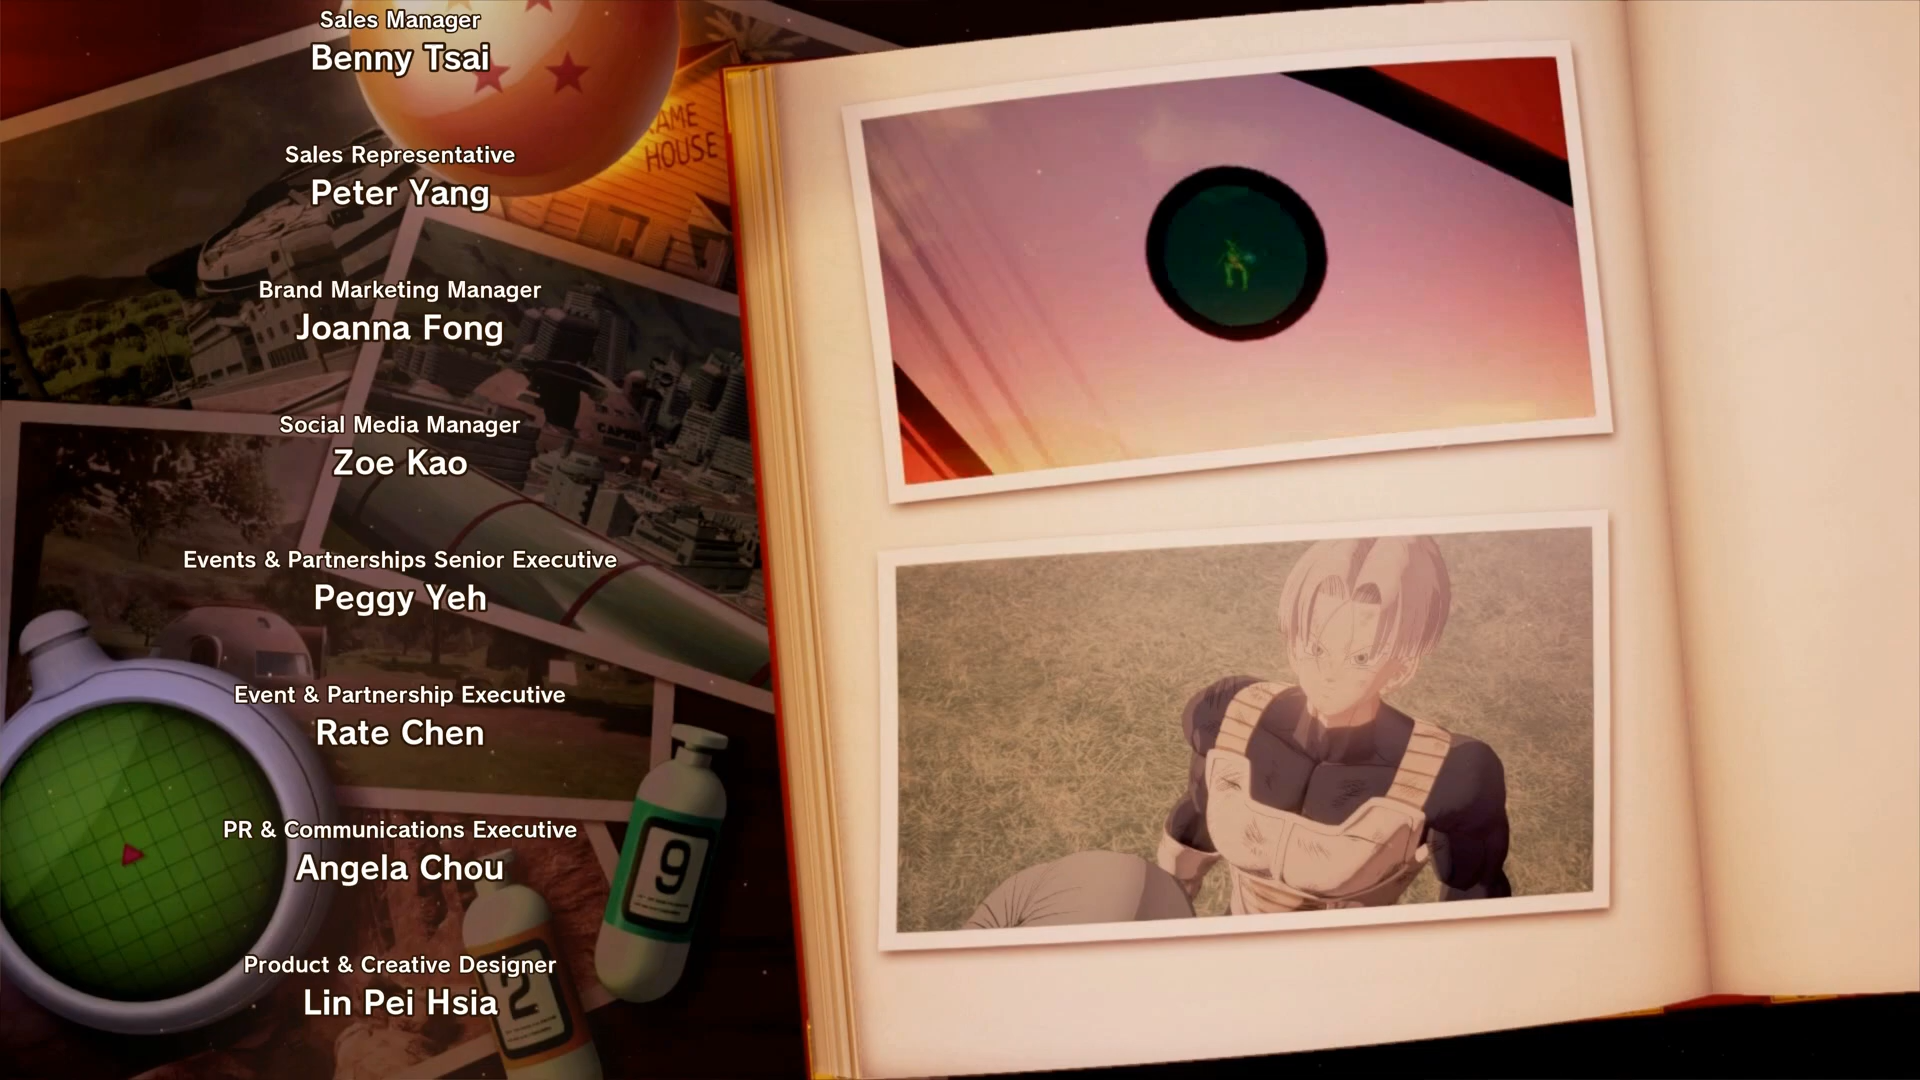 Sales Manager
Benny Tsai
KAME
HOUSE
Sales Representative
Peter Yang
Brand Marketing Manager
Joanna Fong
Social Media Manager
Zoe Kao
Events & Partnerships Senior Executive
Peggy Yeh
Event & Partnership Executive
Rate Chen
PR & Communications Executive
Angela Chou
9
Product & Creative Designer
Lin Pei Hsia
2